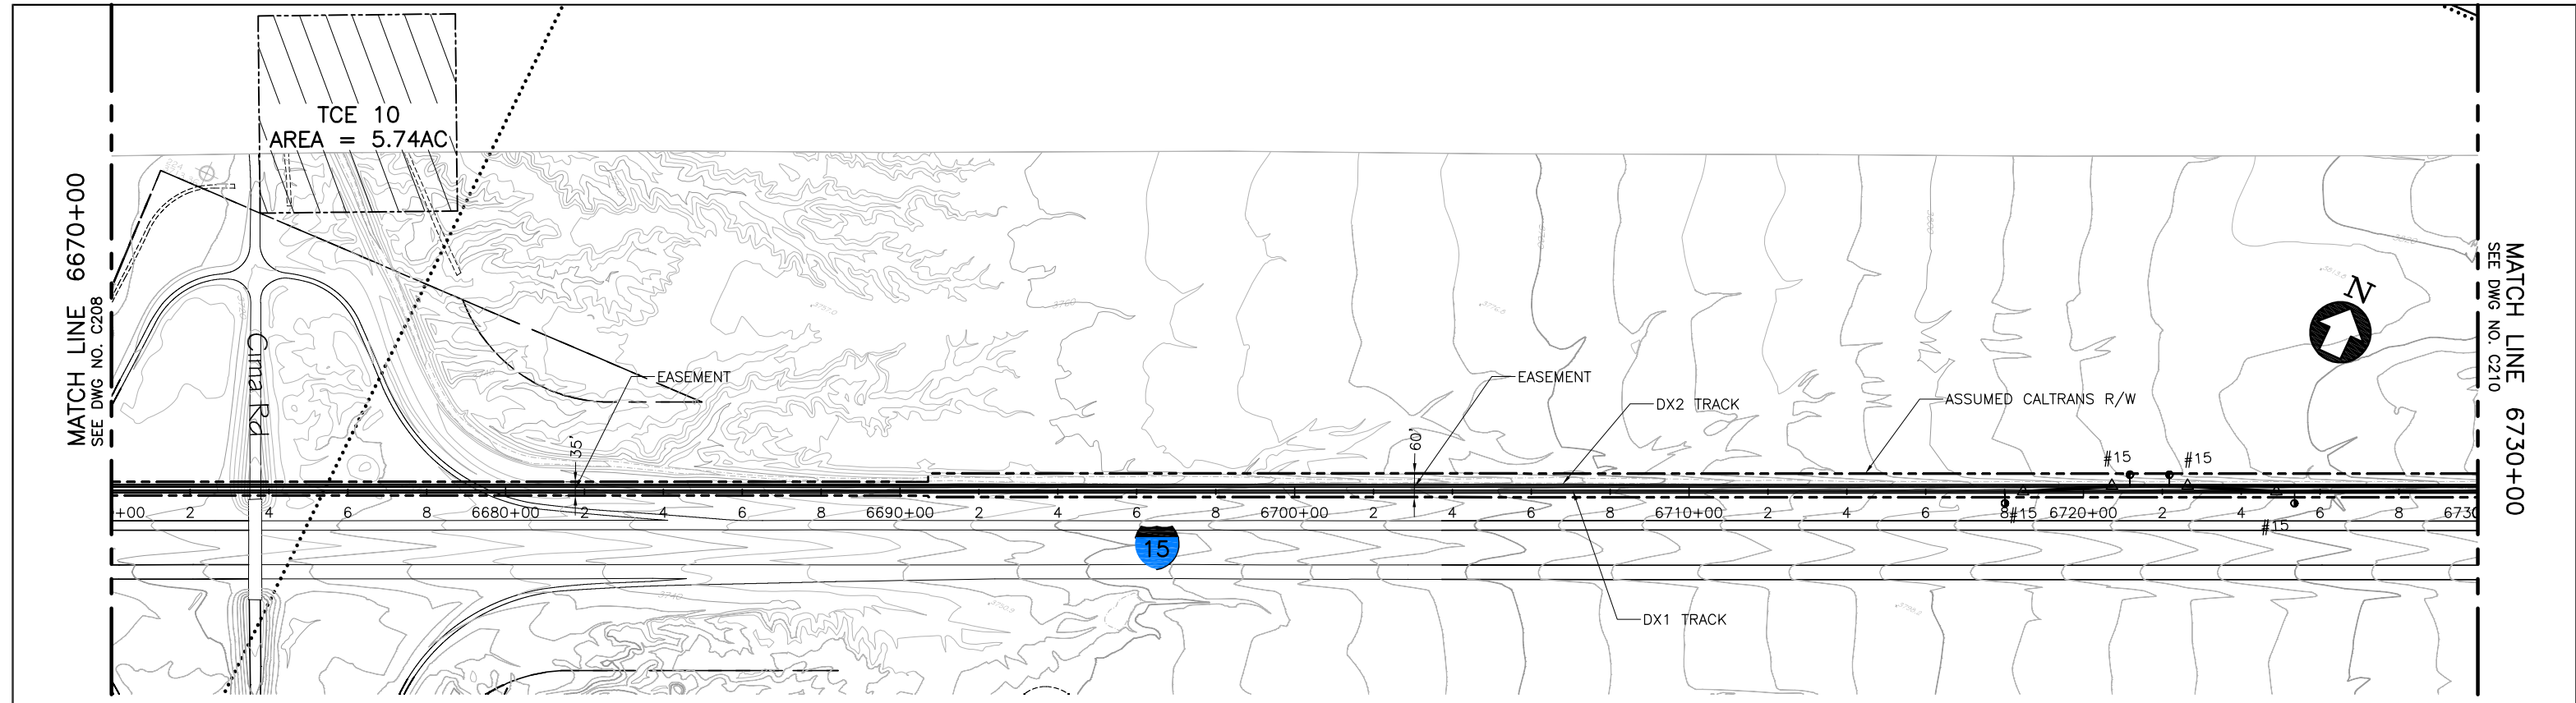 TCE 10
AREA = 5.74AC
MATCH LINE 6670+00
SEE DWG NO. C208
Cima Rd
EASEMENT
35'
EASEMENT
60'
DX2 TRACK
ASSUMED CALTRANS R/W
N
MATCH LINE 6730+00
SEE DWG NO. C210
#15
#15
+00 2 4 6 8 6680+00 2 4 6 8 6690+00 2 4 6 8 6700+00 2 4 6 8 6710+00 2 4 6 8 6720+00 2 4 6 8 6730
#15
#15
15
DX1 TRACK
3760
3740